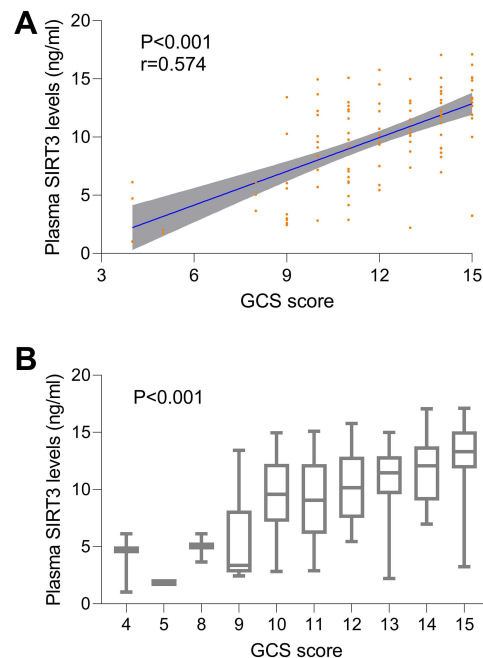 A
Plasma SIRT3 levels (ng/ml)
20
15
10
5
0
P<0.001
r=0.574
3 6 9 12 15
GCS score
B
Plasma SIRT3 levels (ng/ml)
20
15
10
5
0
P<0.001
4 5 8 9 10 11 12 13 14 15
GCS score